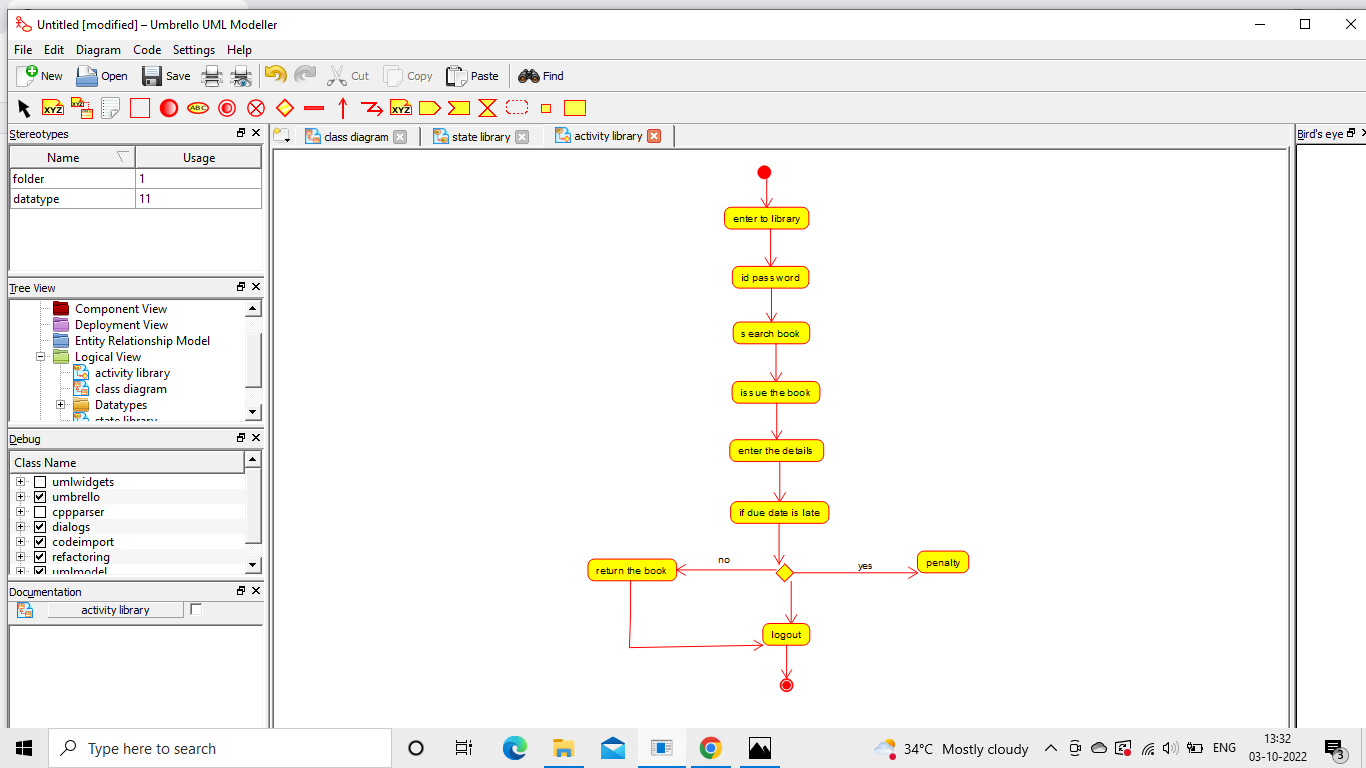 Untitled [modified] – Umbrello UML Modeller
File Edit Diagram Code Settings Help
New Open Save Cut Copy Paste Find
XYZ XYZ ABC XYZ
Stereotypes
Name Usage
folder 1
datatype 11
Tree View
Component View
Deployment View
Entity Relationship Model
Logical View
activity library
class diagram
Datatypes
state library
Debug
Class Name
umlwidgets
umbrello
cppparser
dialogs
codeimport
refactoring
umlmodel
Documentation
activity library
class diagram state library activity library
Bird's eye
enter to library
id password
search book
issue the book
enter the details
if due date is late
no
yes
return the book
penalty
logout
Type here to search
34°C Mostly cloudy
ENG
13:32
03-10-2022
3